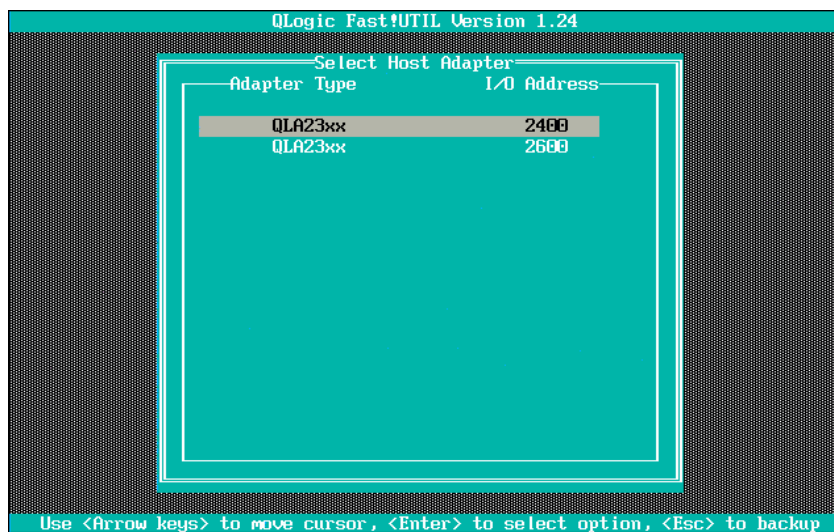 QLogic Fast!UTIL Version 1.24
Select Host Adapter
Adapter Type I/O Address
QLA23xx 2400
QLA23xx 2600
Use <Arrow keys> to move cursor, <Enter> to select option, <Esc> to backup